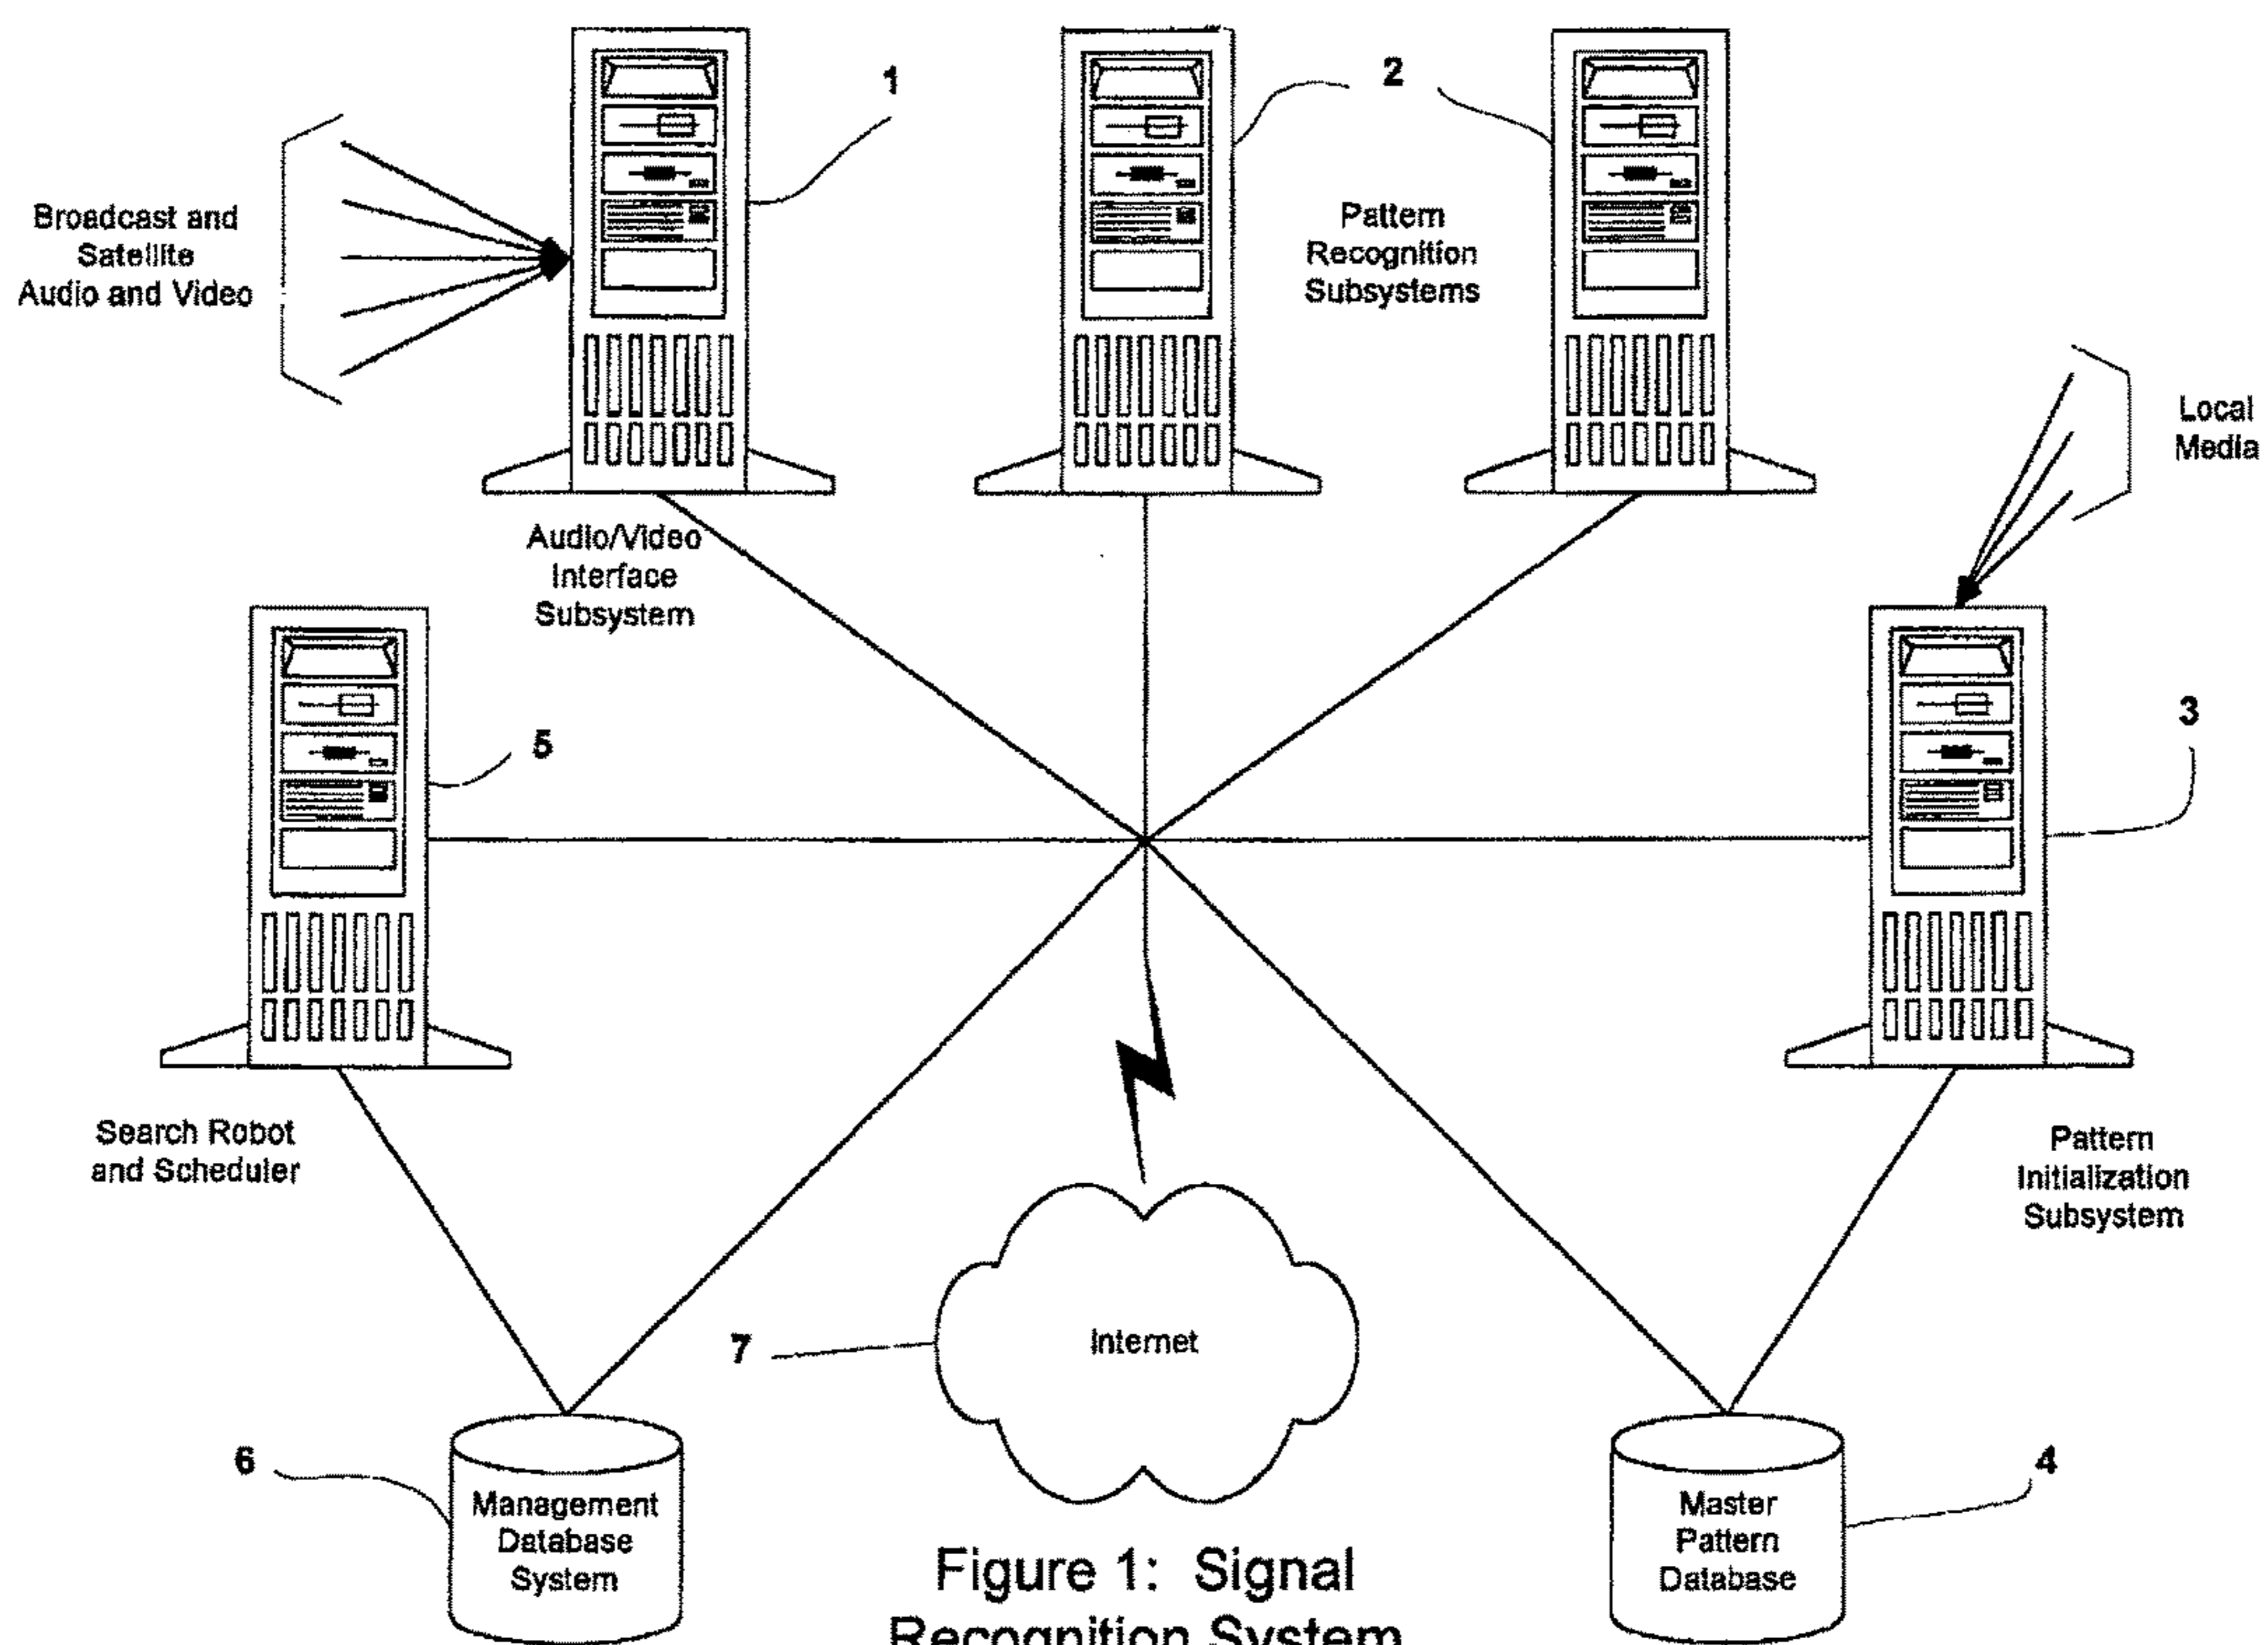 1
2
Broadcast and
Satellite
Audio and Video
Pattern
Recognition
Subsystems
Local
Media
Audio/Video
Interface
Subsystem
5
3
Search Robot
and Scheduler
Pattern
Initialization
Subsystem
7
Internet
6
Management
Database
System
4
Master
Pattern
Database
Figure 1: Signal
Recognition System